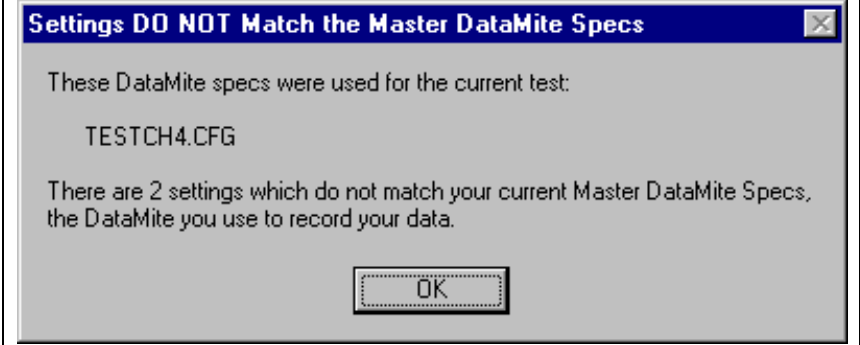 Settings DO NOT Match the Master DataMite Specs
These DataMite specs were used for the current test:
TESTCH4.CFG
There are 2 settings which do not match your current Master DataMite Specs,
the DataMite you use to record your data.
OK